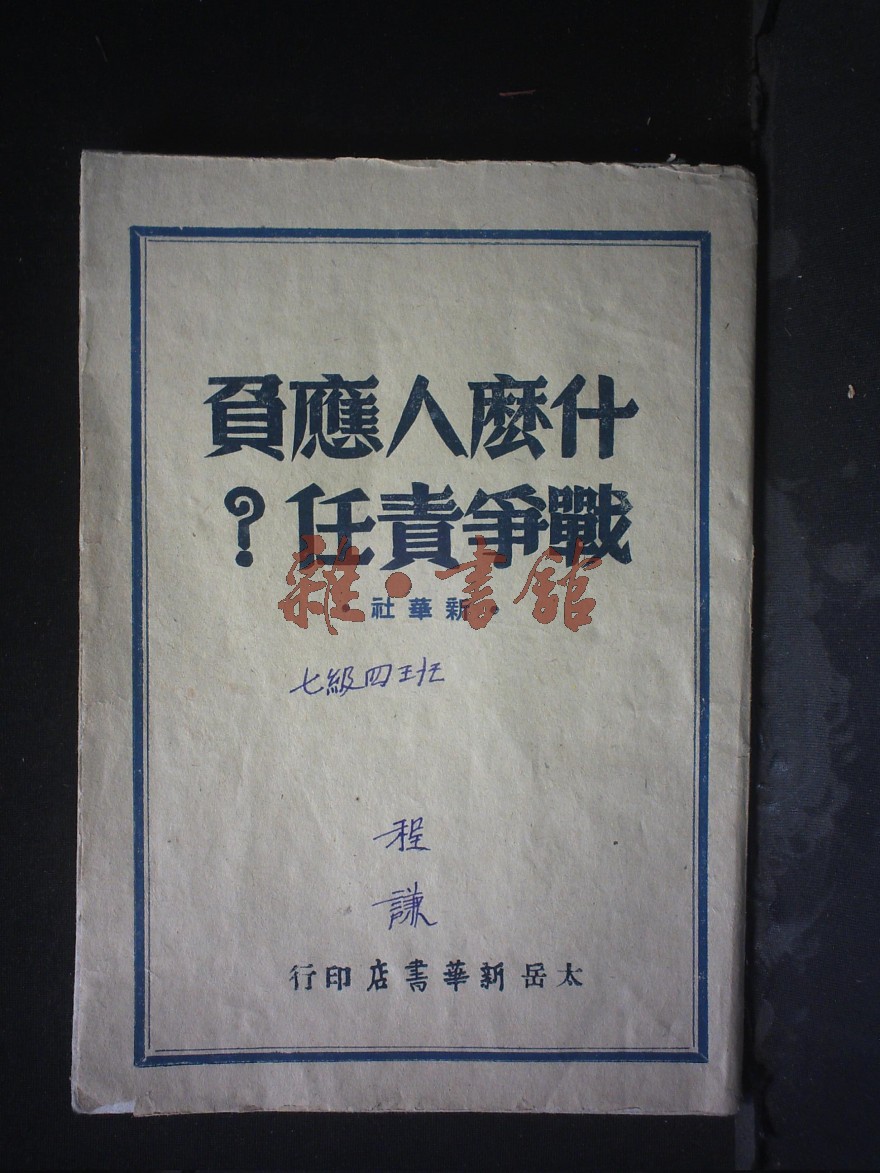 什麽人應負
戰爭責任？
·新華社·
雜·書館
七級四班
程
謙
太岳新華書店印行